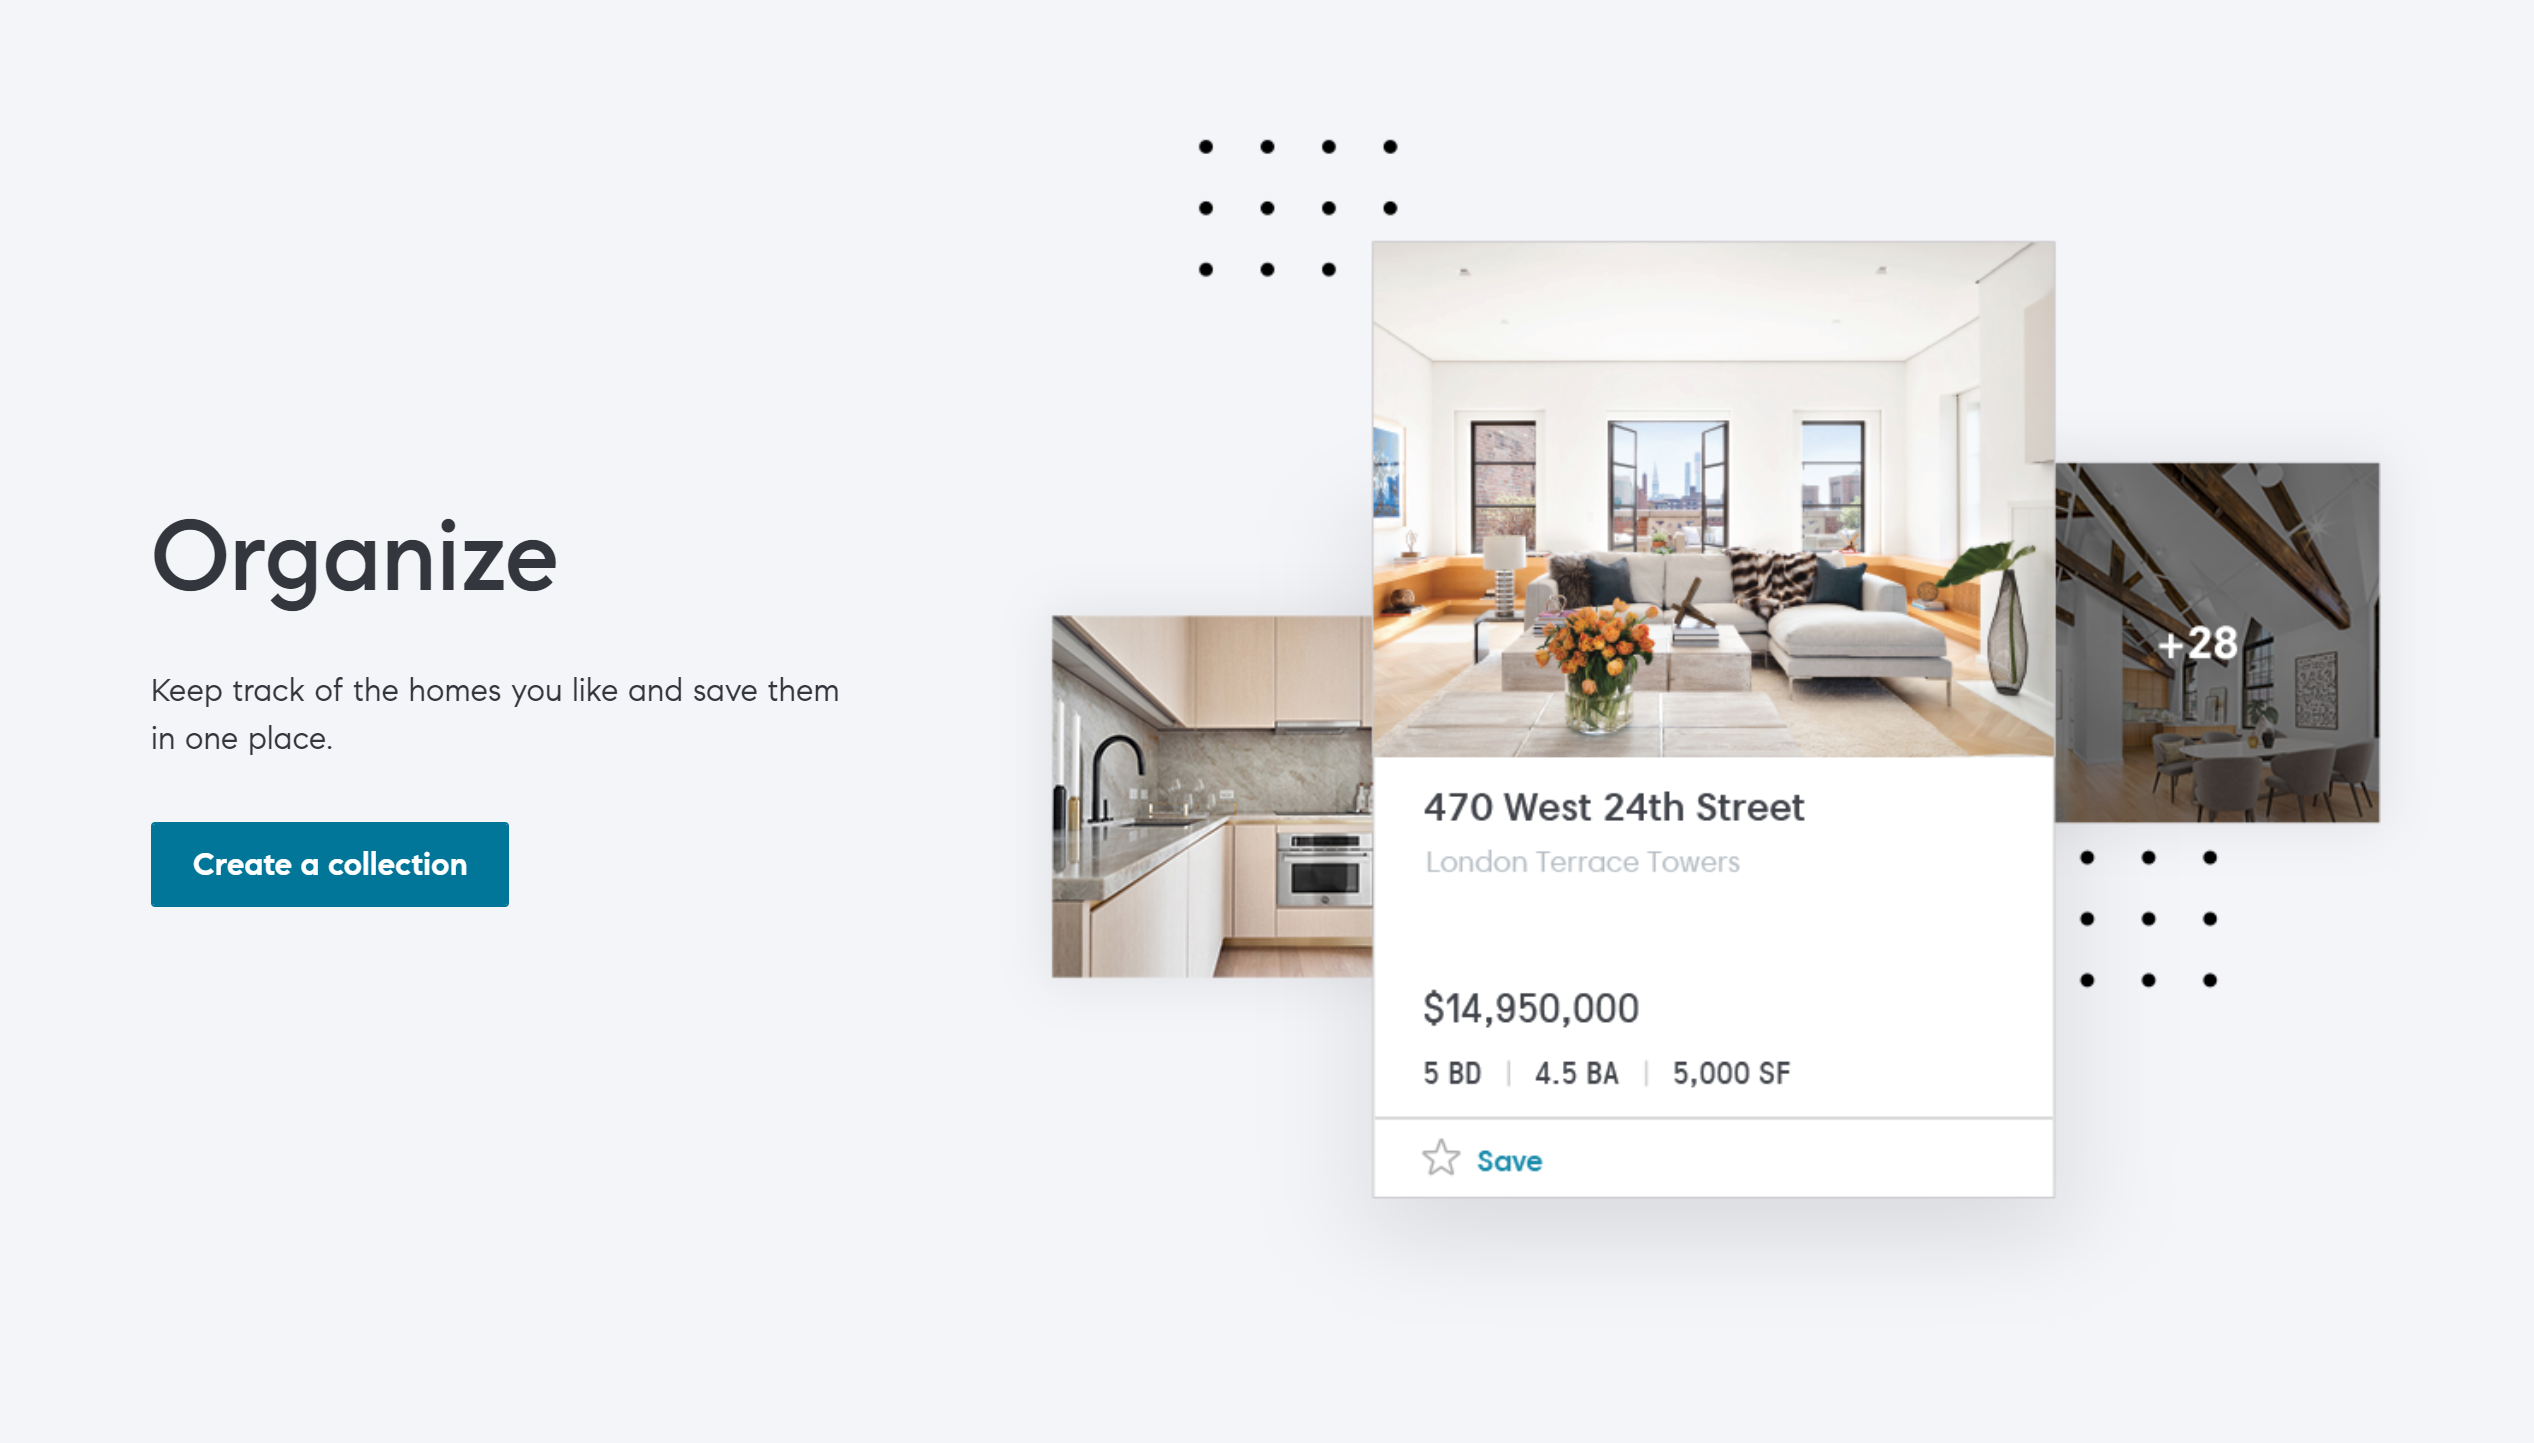 Organize
Keep track of the homes you like and save them
in one place.
Create a collection
+28
470 West 24th Street
London Terrace Towers
$14,950,000
5 BD | 4.5 BA | 5,000 SF
Save